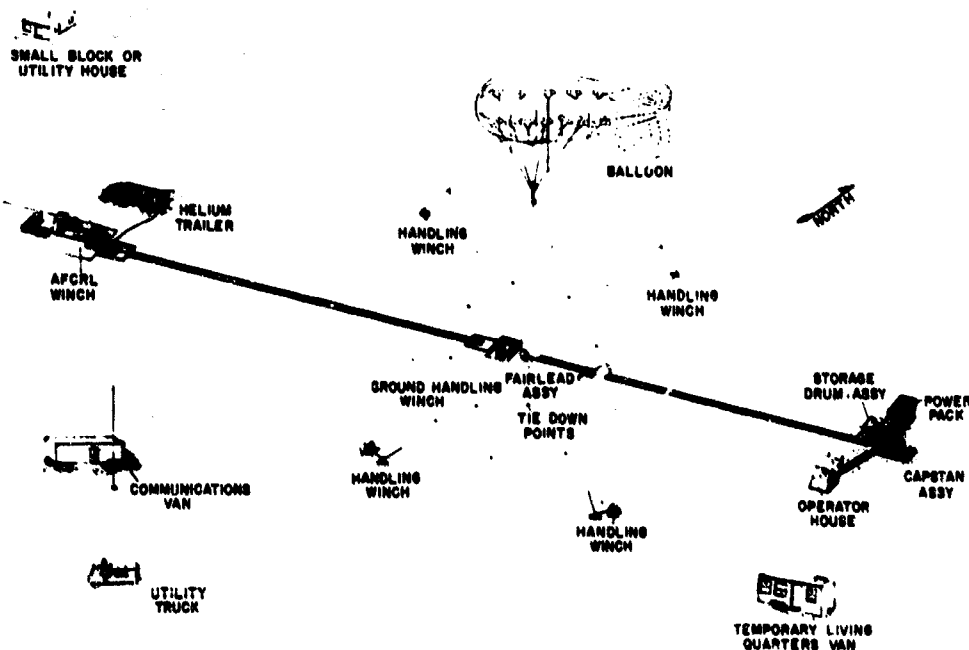 SMALL BLOCK OR
UTILITY HOUSE
BALLOON
NORTH
HELIUM
TRAILER
HANDLING
WINCH
AFCRL
WINCH
HANDLING
WINCH
GROUND HANDLING
WINCH
FAIRLEAD
ASSY
TIE DOWN
POINTS
STORAGE
DRUM ASSY
POWER
PACK
CAPSTAN
ASSY
OPERATOR
HOUSE
COMMUNICATIONS
VAN
HANDLING
WINCH
HANDLING
WINCH
UTILITY
TRUCK
TEMPORARY LIVING
QUARTERS VAN